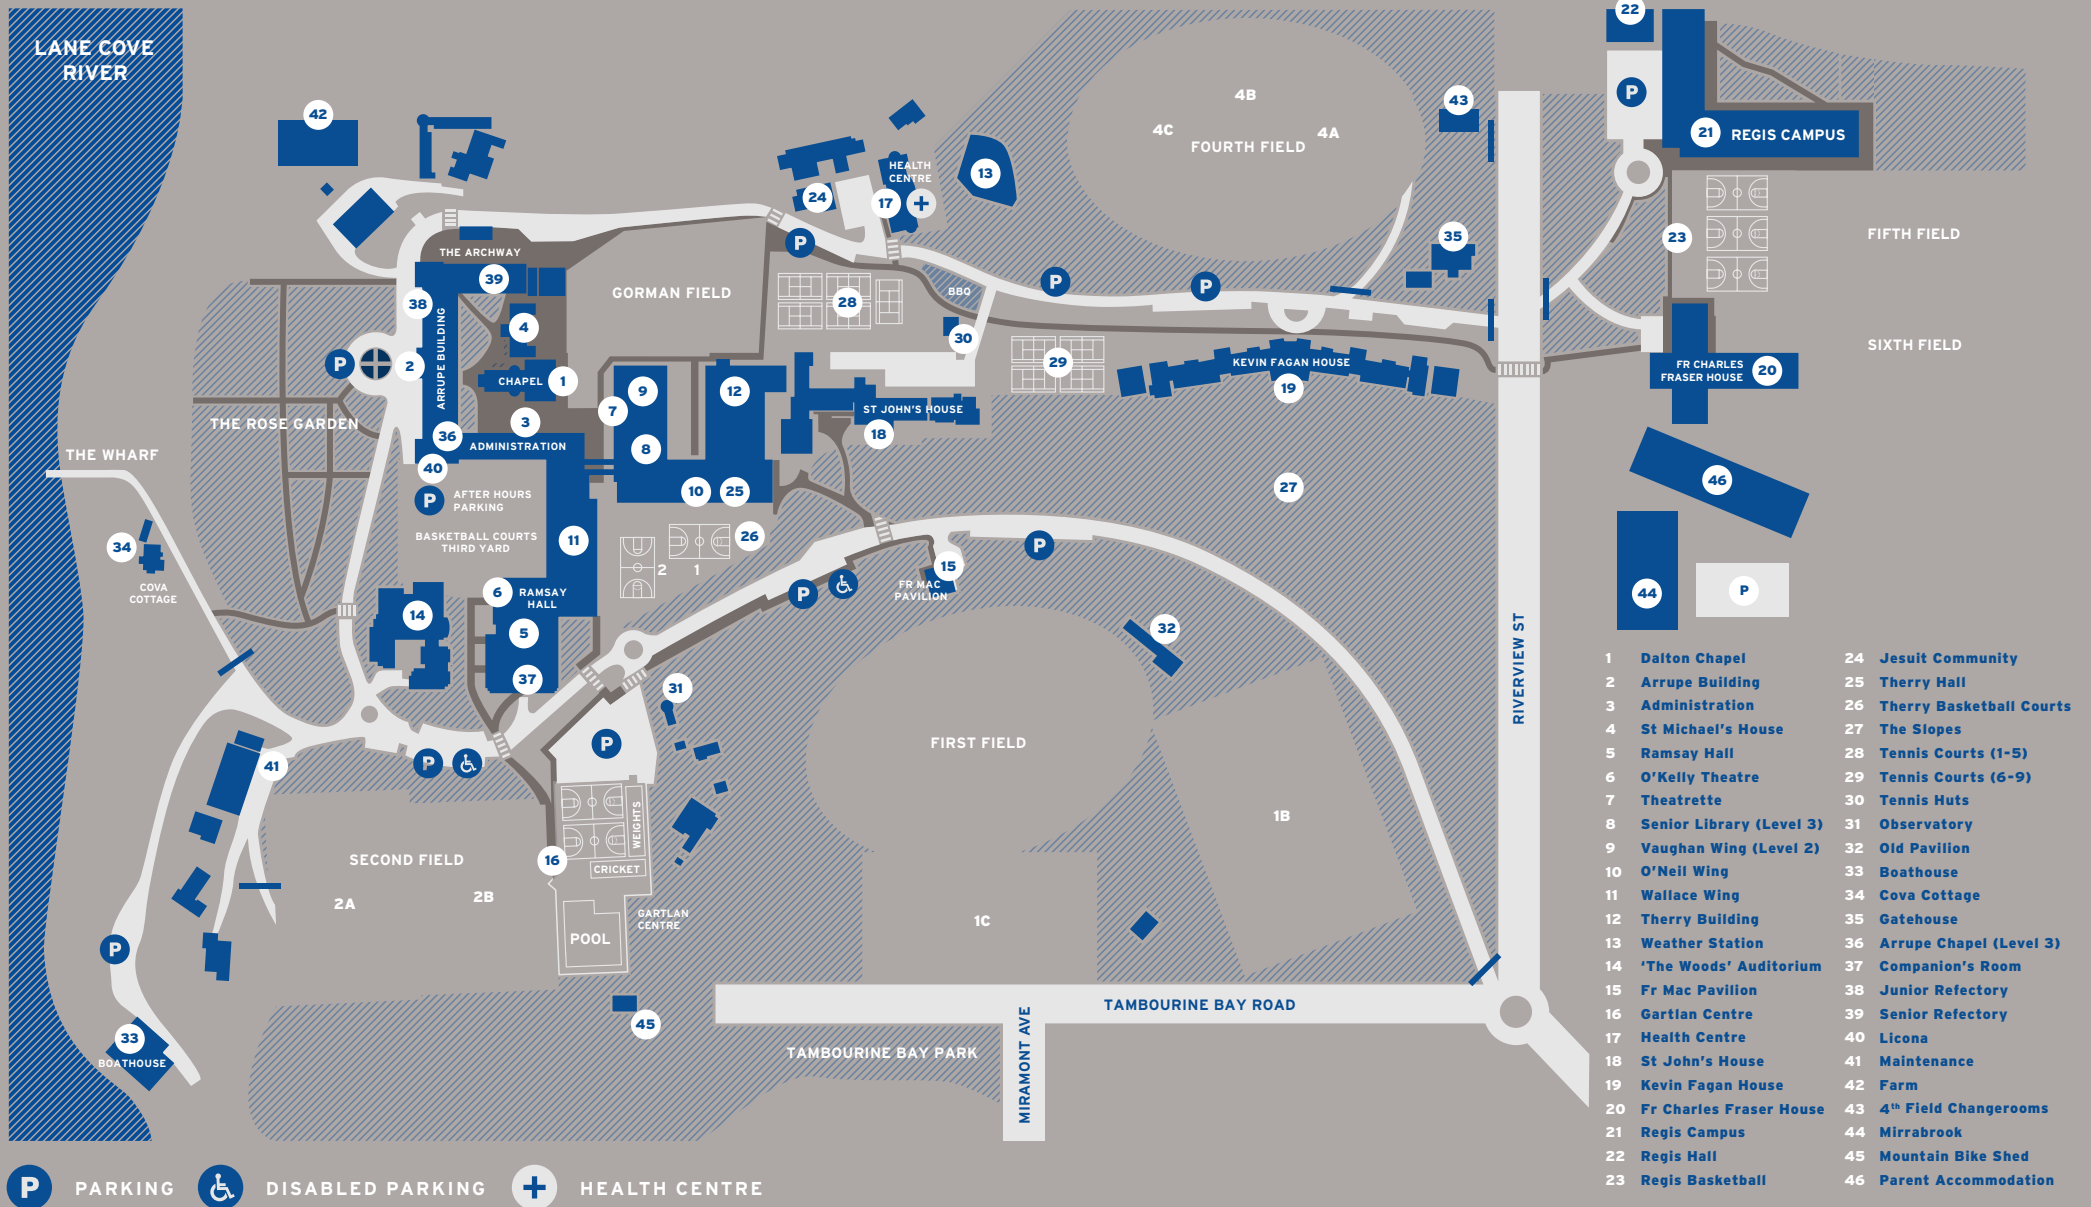 LANE COVE
RIVER
42
22
4B
43
P
4C
4A
FOURTH FIELD
21 REGIS CAMPUS
HEALTH
CENTRE
13
24
17
P
23
FIFTH FIELD
35
THE ARCHWAY
39
GORMAN FIELD
28
BBQ
P
P
38
4
30
SIXTH FIELD
P
2
ARRUPE BUILDING
CHAPEL 1
29
KEVIN FAGAN HOUSE
19
FR CHARLES
FRASER HOUSE
20
9
12
7
3
ST JOHN'S HOUSE
18
THE ROSE GARDEN
36
ADMINISTRATION
8
THE WHARF
40
P
AFTER HOURS
PARKING
10
25
27
46
34
BASKETBALL COURTS
THIRD YARD
11
26
2
1
P
COVA
COTTAGE
15
FR MAC
PAVILION
P
6
RAMSAY
HALL
14
5
44
P
32
37
31
RIVERVIEW ST
P
FIRST FIELD
41
P
1B
WEIGHTS
16
CRICKET
SECOND FIELD
2A
2B
GARTLAN
CENTRE
1C
POOL
P
33
BOATHOUSE
45
TAMBOURINE BAY ROAD
TAMBOURINE BAY PARK
MIRAMONT AVE
1 Dalton Chapel
2 Arrupe Building
3 Administration
4 St Michael's House
5 Ramsay Hall
6 O'Kelly Theatre
7 Theatrette
8 Senior Library (Level 3)
9 Vaughan Wing (Level 2)
10 O'Neil Wing
11 Wallace Wing
12 Therry Building
13 Weather Station
14 ‘The Woods’ Auditorium
15 Fr Mac Pavilion
16 Gartlan Centre
17 Health Centre
18 St John's House
19 Kevin Fagan House
20 Fr Charles Fraser House
21 Regis Campus
22 Regis Hall
23 Regis Basketball
24 Jesuit Community
25 Therry Hall
26 Therry Basketball Courts
27 The Slopes
28 Tennis Courts (1-5)
29 Tennis Courts (6-9)
30 Tennis Huts
31 Observatory
32 Old Pavilion
33 Boathouse
34 Cova Cottage
35 Gatehouse
36 Arrupe Chapel (Level 3)
37 Companion's Room
38 Junior Refectory
39 Senior Refectory
40 Licona
41 Maintenance
42 Farm
43 4th Field Changerooms
44 Mirrabrook
45 Mountain Bike Shed
46 Parent Accommodation
P PARKING
DISABLED PARKING
HEALTH CENTRE